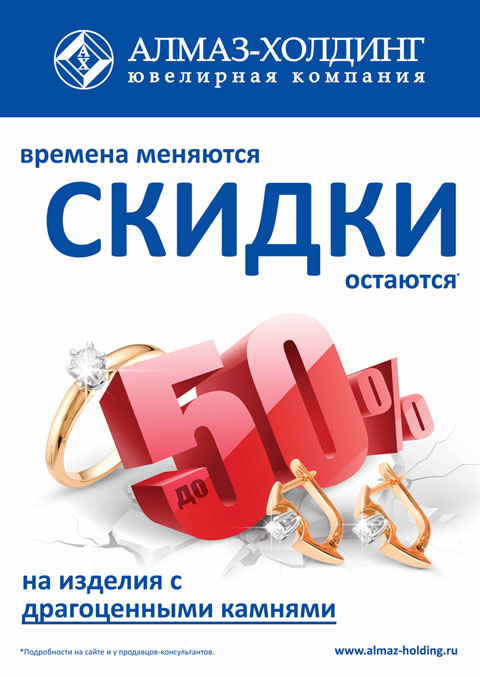 АХ
АЛМАЗ-ХОЛДИНГ
ювелирная компания
времена меняются
СКИДКИ
остаются*
до 50%
на изделия с
драгоценными камнями
*Подробности на сайте и у продавцов-консультантов.
www.almaz-holding.ru